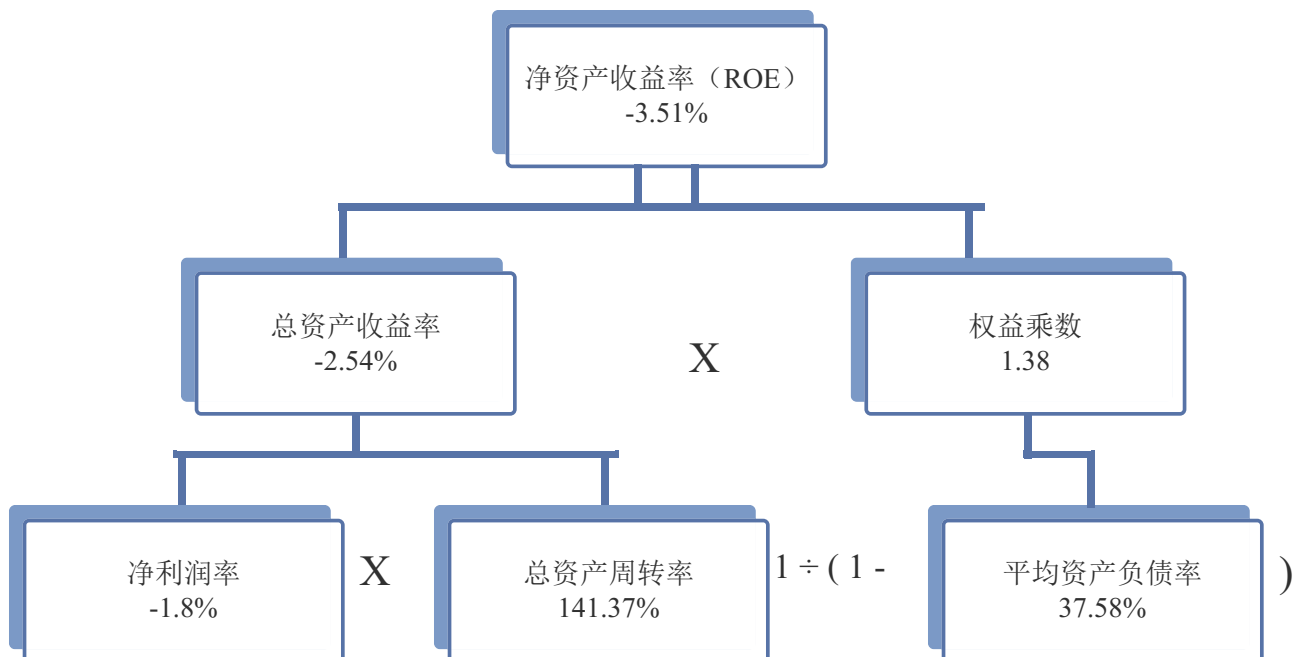 净资产收益率（ROE）
-3.51%
总资产收益率
-2.54%
X
权益乘数
1.38
净利润率
-1.8%
X
总资产周转率
141.37%
1 ÷ ( 1 -
平均资产负债率
37.58%
)